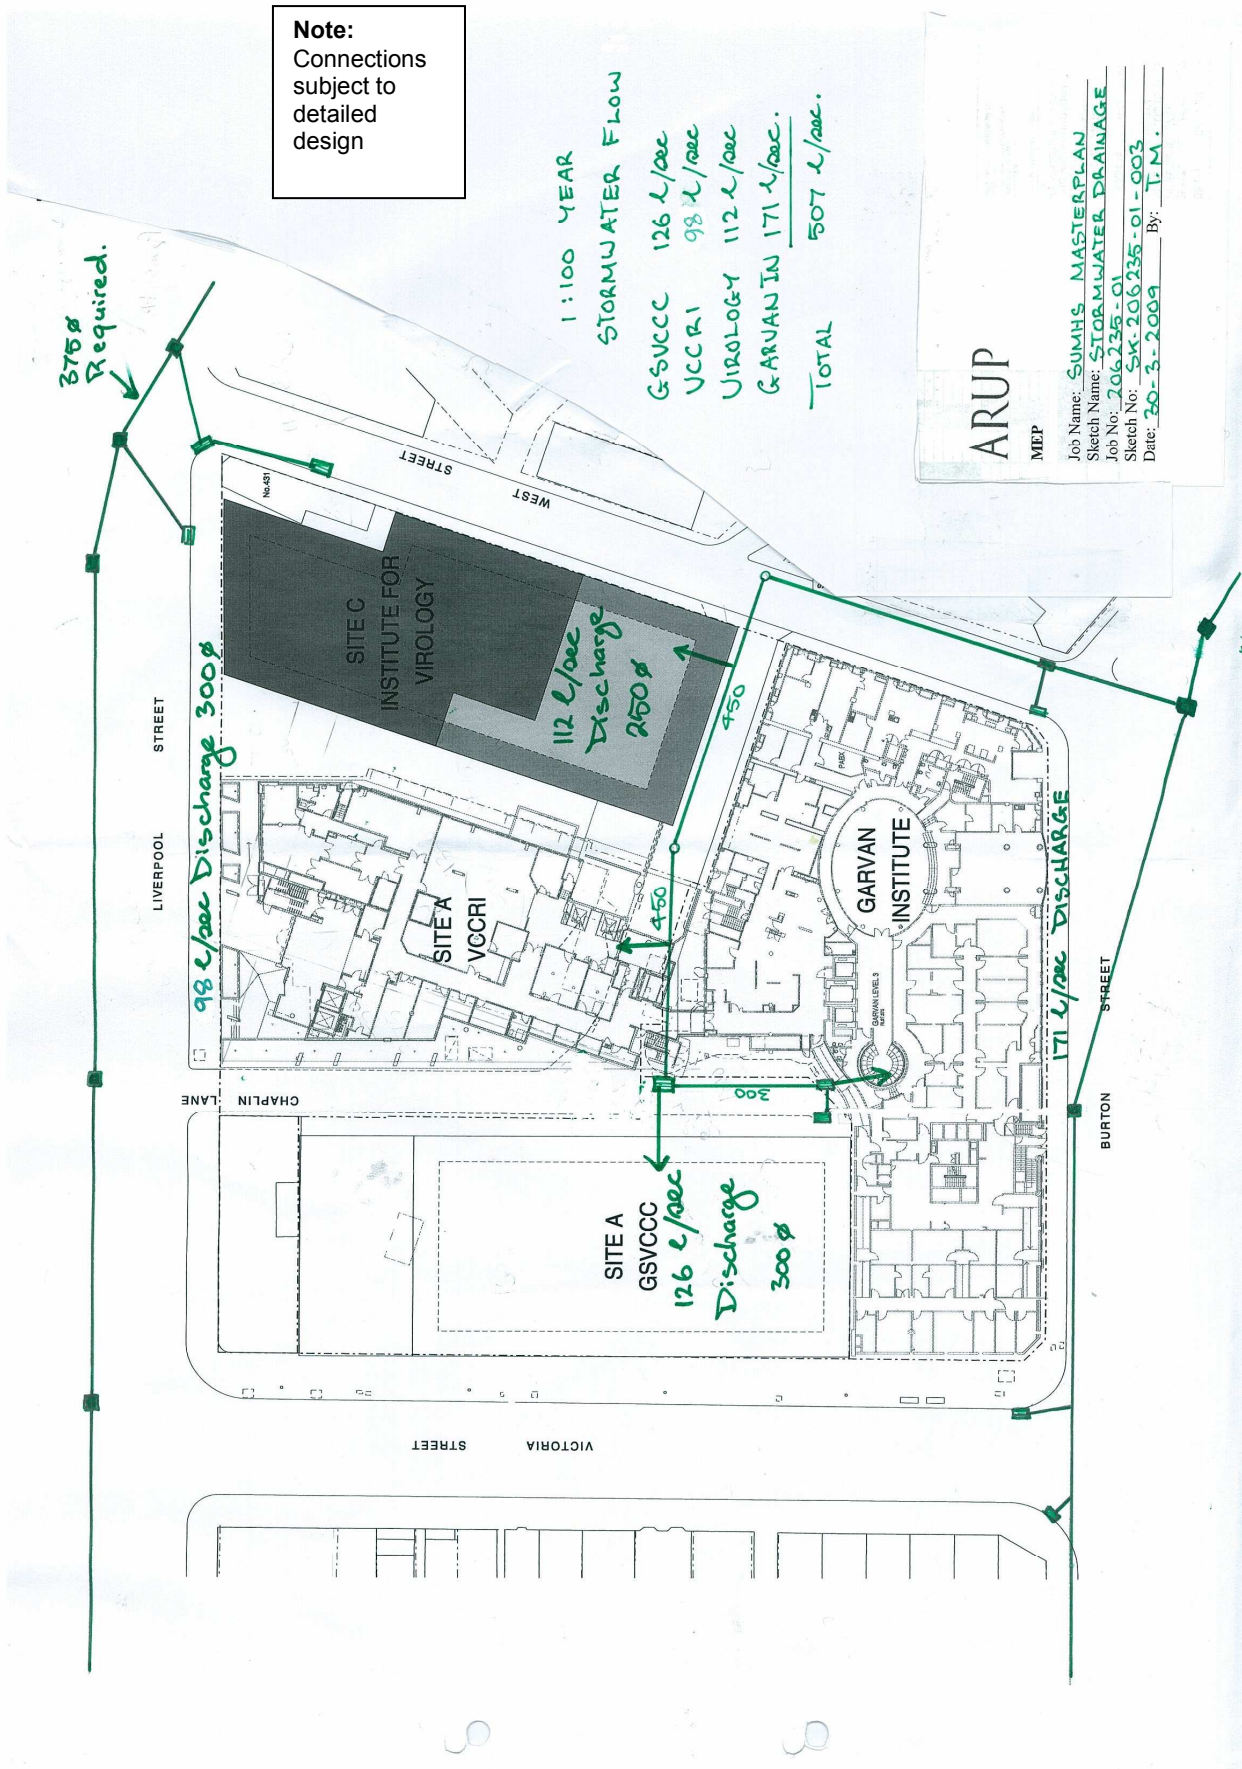 Note:
Connections
subject to
detailed
design
375ø
Required.
1:100 YEAR
STORMWATER FLOW
GSVCCC 126 l/sec
VCCRI 98 l/sec
VIROLOGY 112 l/sec
GARVAN IN 171 l/sec.
TOTAL 507 l/sec.
ARUP
MEP
Job Name: SUMHS MASTERPLAN
Sketch Name: STORMWATER DRAINAGE
Job No: 206235-01
Sketch No: SK-206235-01-003
Date: 30-3-2009 By: T.M.
LIVERPOOL STREET
98 l/sec Discharge 300ø
No.431
WEST STREET
SITE C
INSTITUTE FOR
VIROLOGY
112 l/sec
Discharge
250ø
450
450
SITE A
VCCRI
PABX
GARVAN
INSTITUTE
GARVAN LEVEL 3
171 l/sec DISCHARGE
BURTON STREET
300
CHAPLIN LANE
SITE A
GSVCCC
126 l/sec
Discharge
300ø
VICTORIA STREET